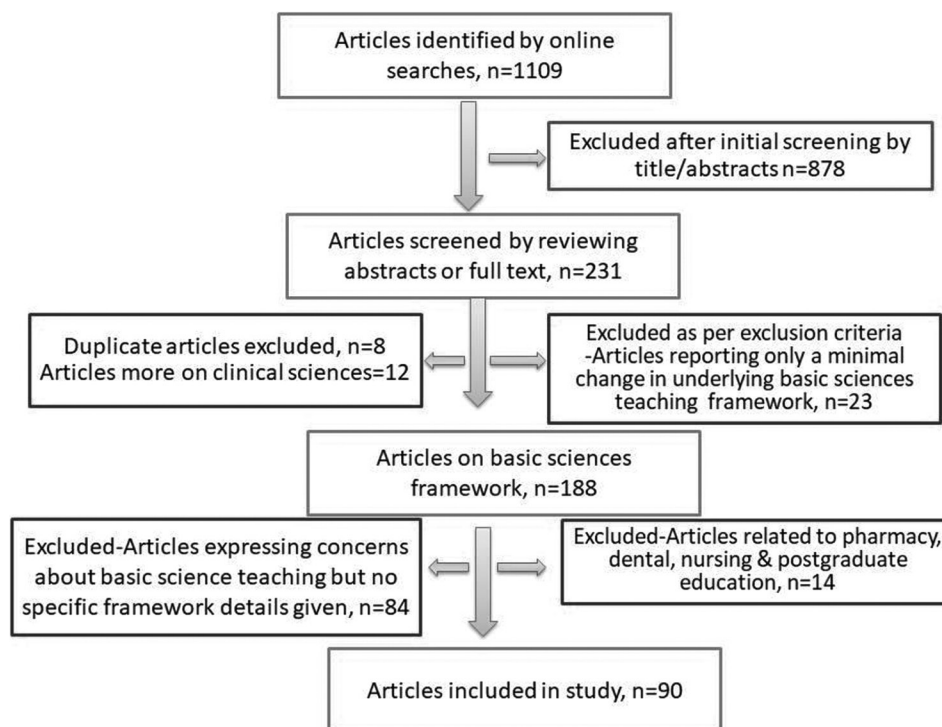 Articles identified by online
searches, n=1109
Excluded after initial screening by
title/abstracts n=878
Articles screened by reviewing
abstracts or full text, n=231
Duplicate articles excluded, n=8
Articles more on clinical sciences=12
Excluded as per exclusion criteria
-Articles reporting only a minimal
change in underlying basic sciences
teaching framework, n=23
Articles on basic sciences
framework, n=188
Excluded-Articles expressing concerns
about basic science teaching but no
specific framework details given, n=84
Excluded-Articles related to pharmacy,
dental, nursing & postgraduate
education, n=14
Articles included in study, n=90